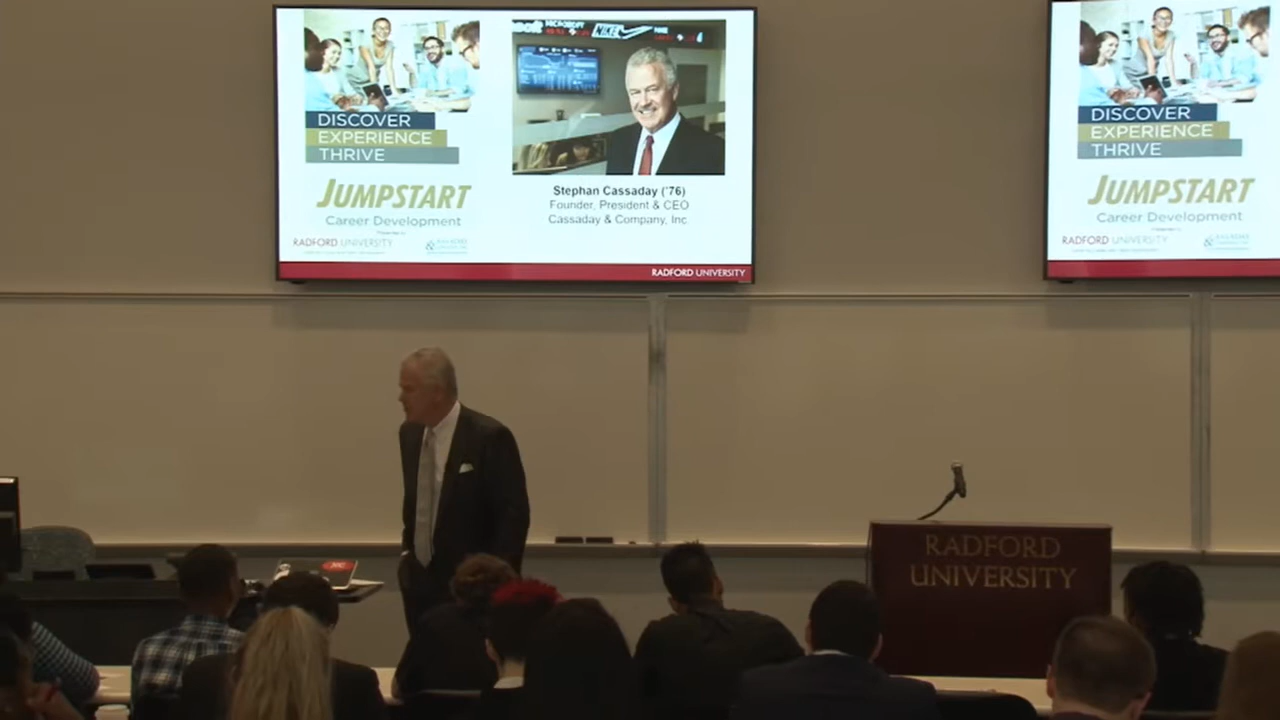 MICROSOFT
NIKE
DISCOVER
EXPERIENCE
THRIVE
JUMPSTART
Career Development
RADFORD UNIVERSITY
Stephan Cassaday ('76)
Founder, President & CEO
Cassaday & Company, Inc.
RADFORD UNIVERSITY
DISCOVER
EXPERIENCE
THRIVE
JUMPSTART
Career Development
RADFORD UNIVERSITY
RADFORD
UNIVERSITY